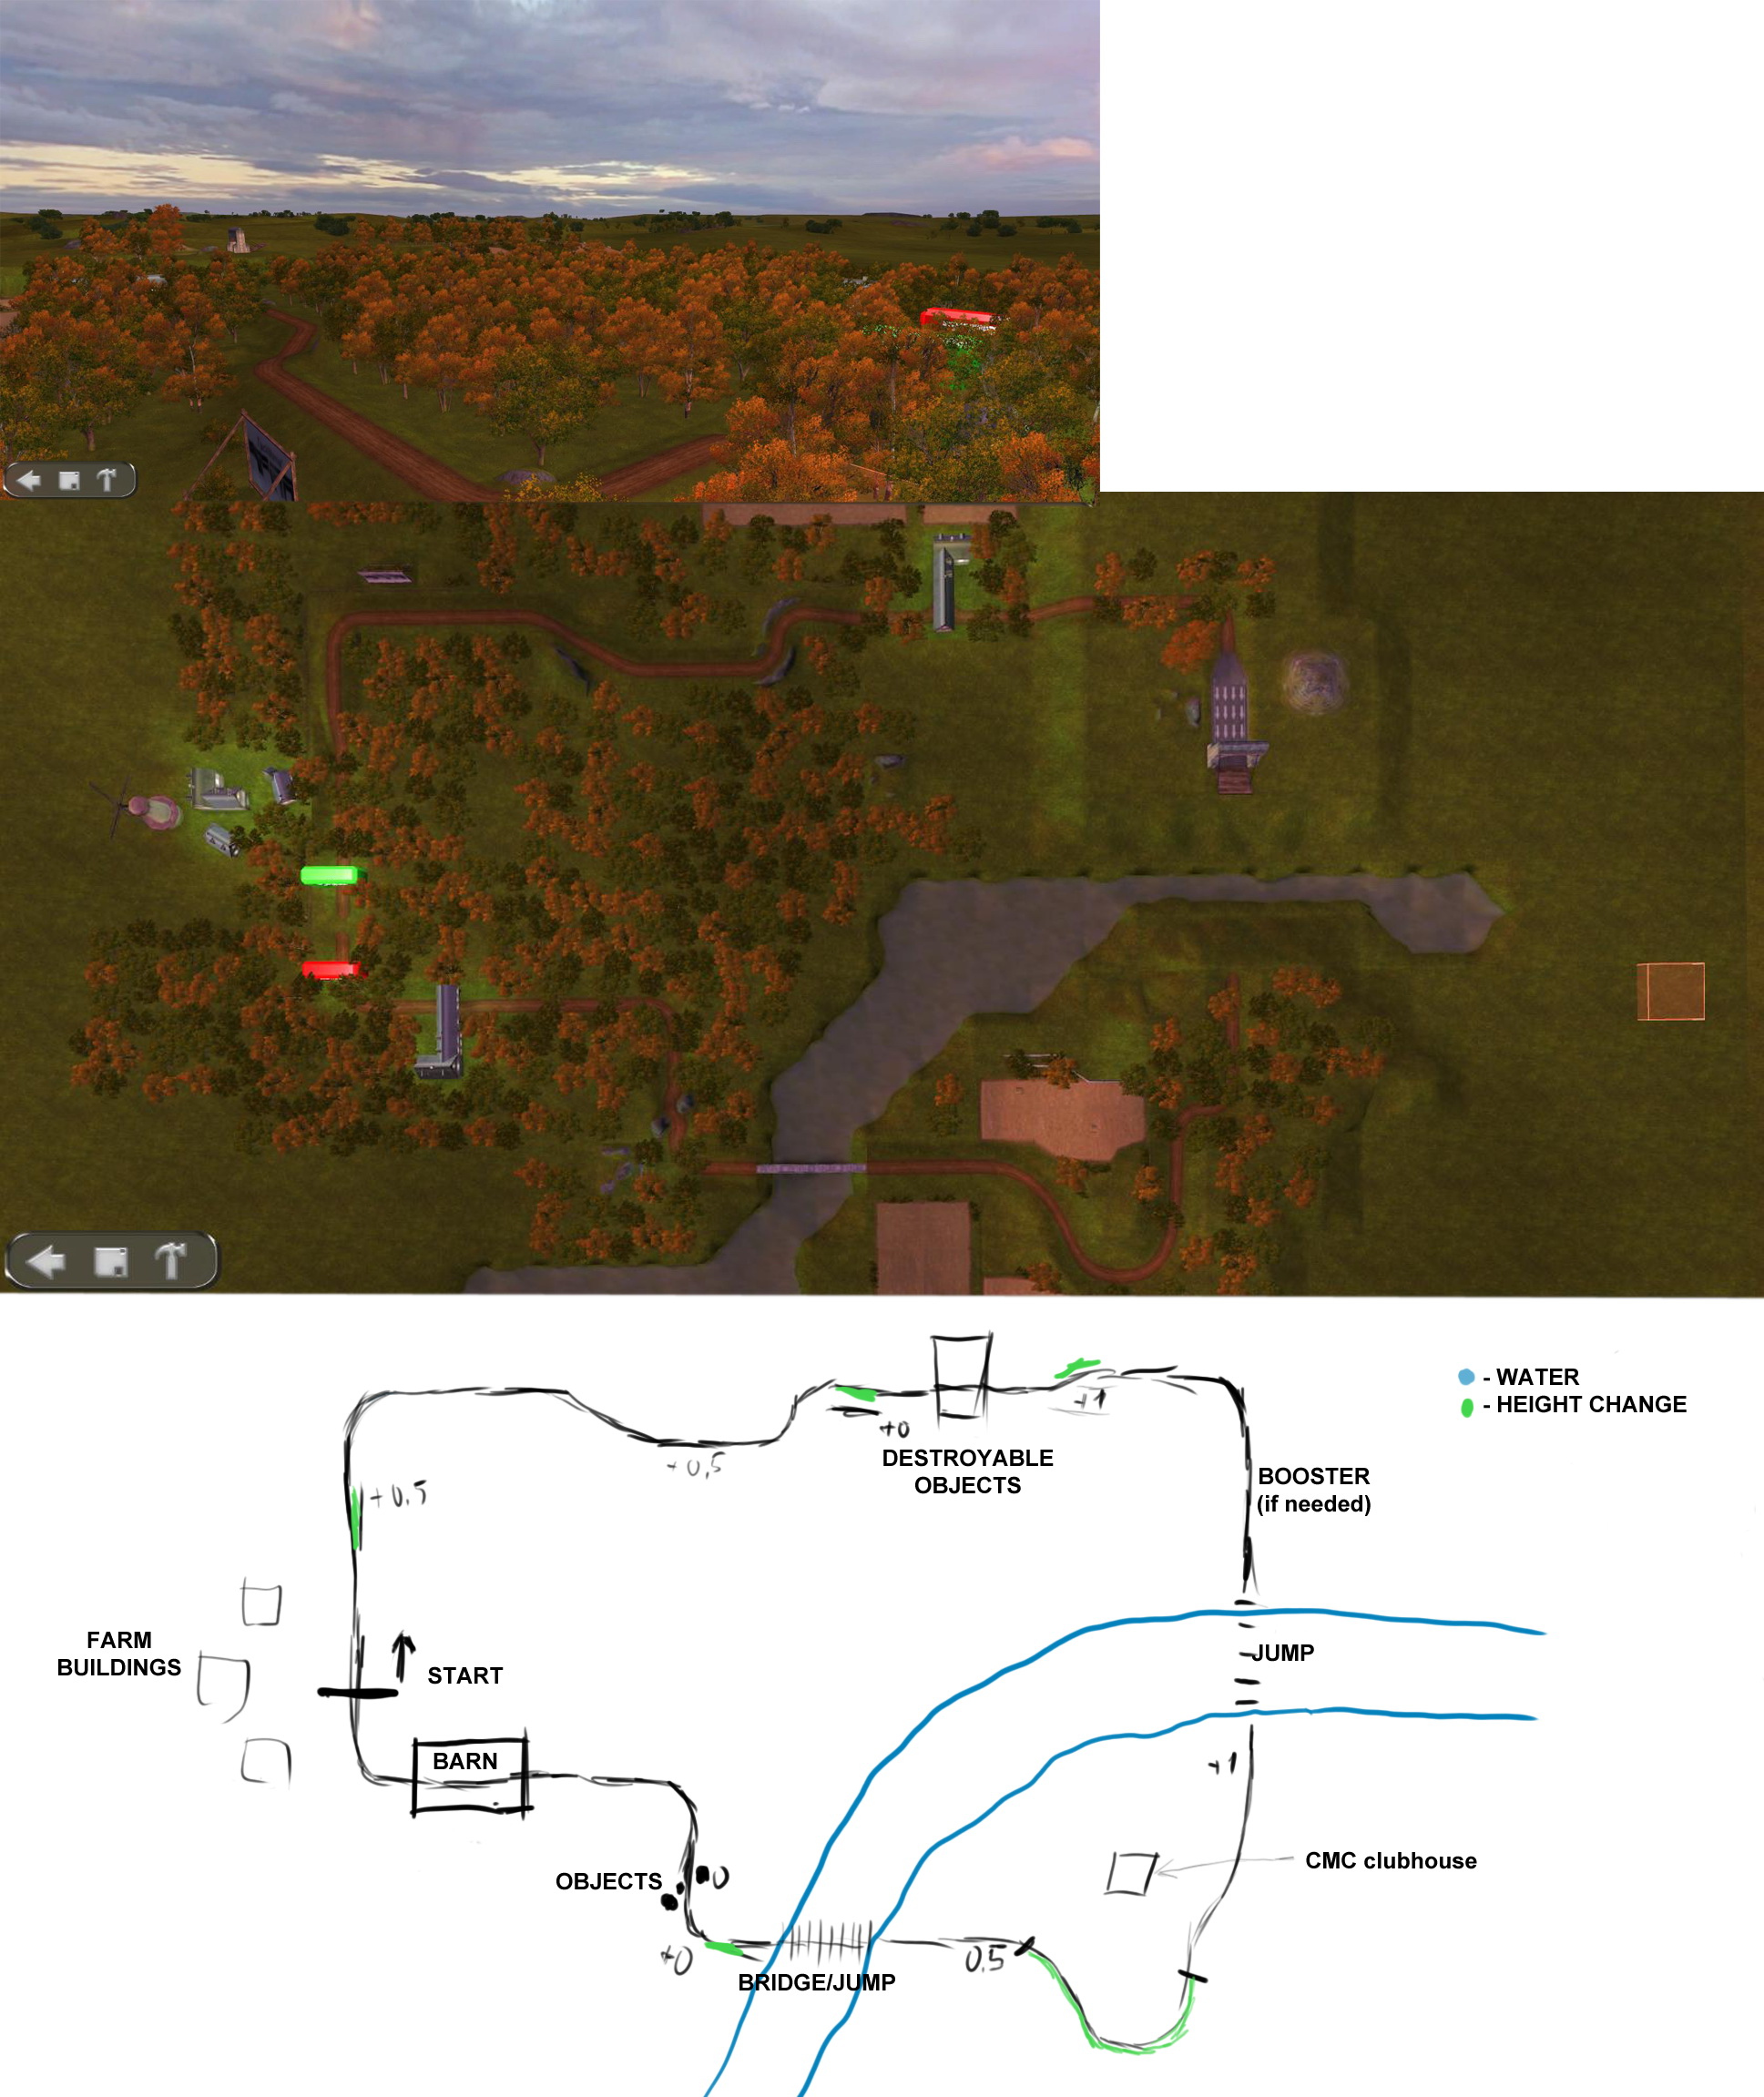 - WATER
- HEIGHT CHANGE
+1
+0
DESTROYABLE
OBJECTS
+0,5
BOOSTER
(if needed)
+0.5
FARM
BUILDINGS
START
JUMP
BARN
+1
CMC clubhouse
OBJECTS
0
+0
0.5
BRIDGE/JUMP